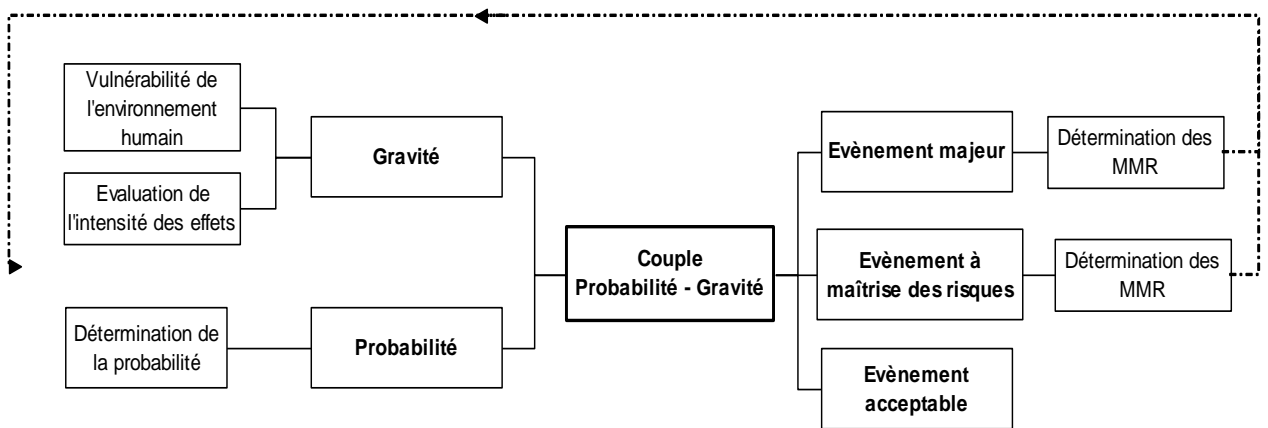 Vulnérabilité de
l'environnement
humain
Evaluation de
l'intensité des effets
Gravité
Détermination de
la probabilité
Probabilité
Couple
Probabilité - Gravité
Evènement majeur
Détermination des
MMR
Evènement à
maîtrise des risques
Détermination des
MMR
Evènement
acceptable